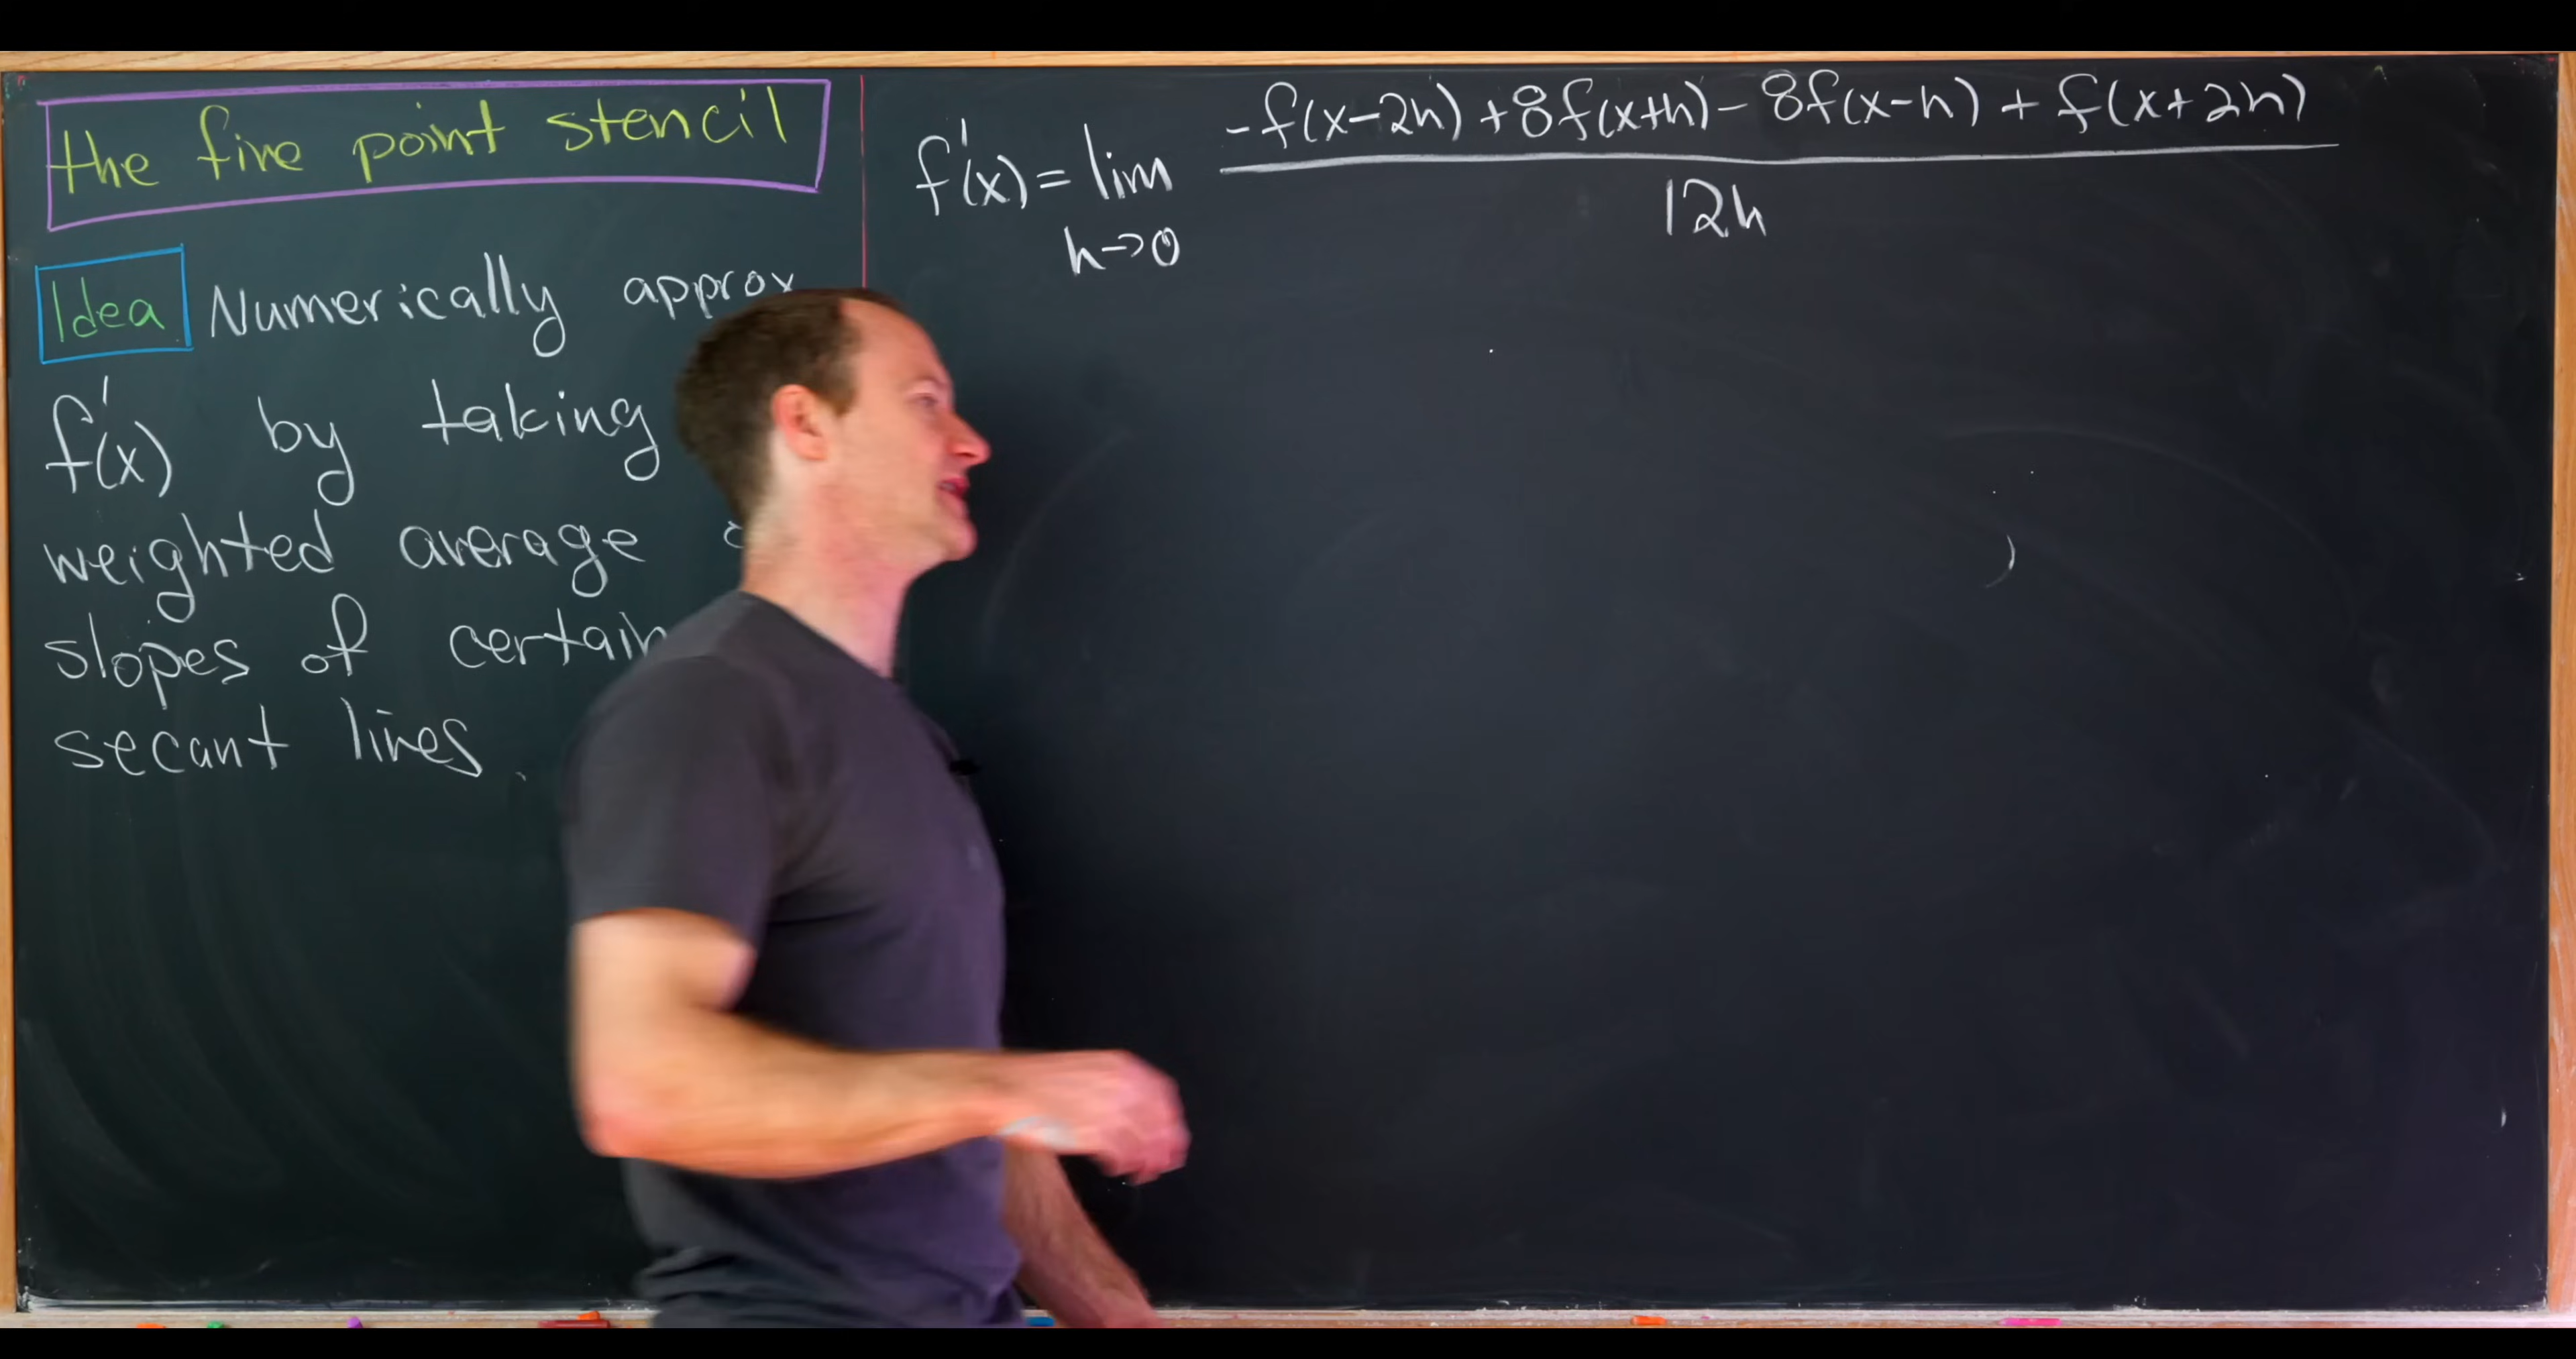 the five point stencil
Idea Numerically approx
f'(x) by taking
weighted average
slopes of certain
secant lines.
f'(x) = lim h→0 (-f(x-2h) + 8f(x+h) - 8f(x-h) + f(x+2h)) / 12h